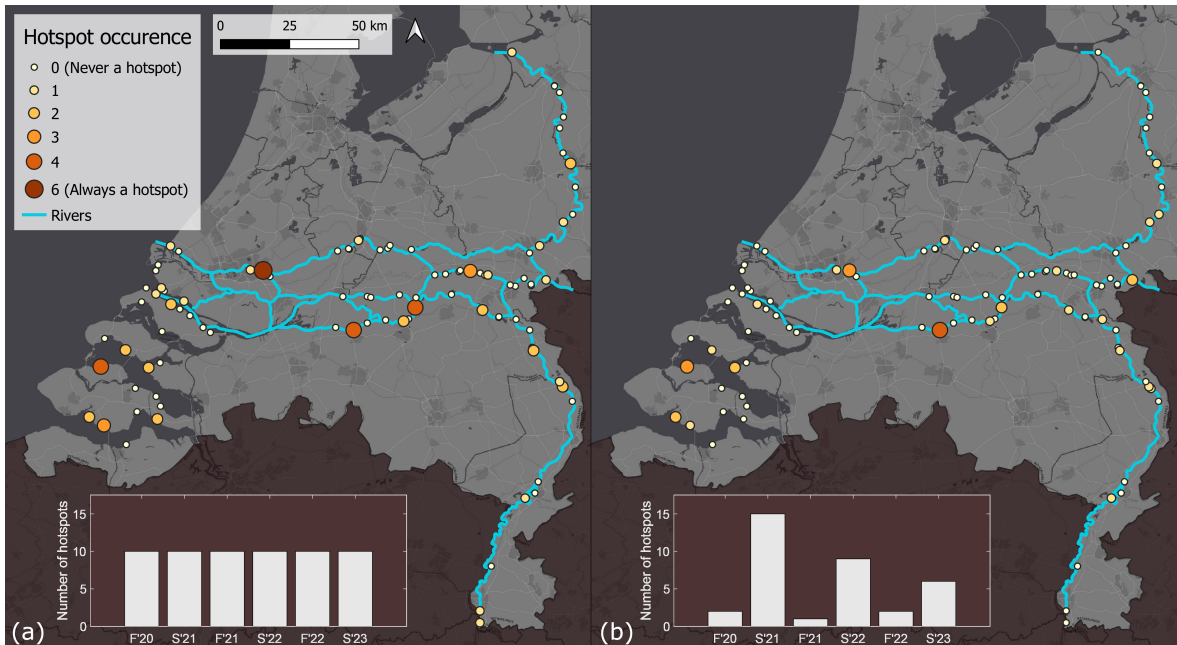 Hotspot occurence
0 (Never a hotspot)
1
2
3
4
6 (Always a hotspot)
Rivers
0 25 50 km
Number of hotspots
15
10
5
0
F'20 S'21 F'21 S'22 F'22 S'23
(a)
Number of hotspots
15
10
5
0
F'20 S'21 F'21 S'22 F'22 S'23
(b)